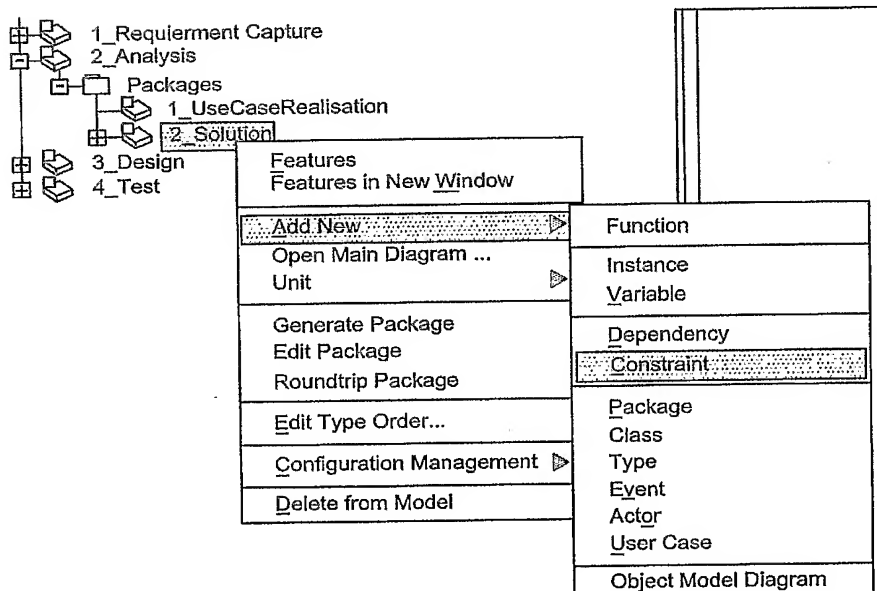 1_Requierment Capture
2_Analysis
Packages
1_UseCaseRealisation
2_Solution
3_Design
4_Test
Features
Features in New Window
Add New
Open Main Diagram ...
Unit
Generate Package
Edit Package
Roundtrip Package
Edit Type Order...
Configuration Management
Delete from Model
Function
Instance
Variable
Dependency
Constraint
Package
Class
Type
Event
Actor
User Case
Object Model Diagram